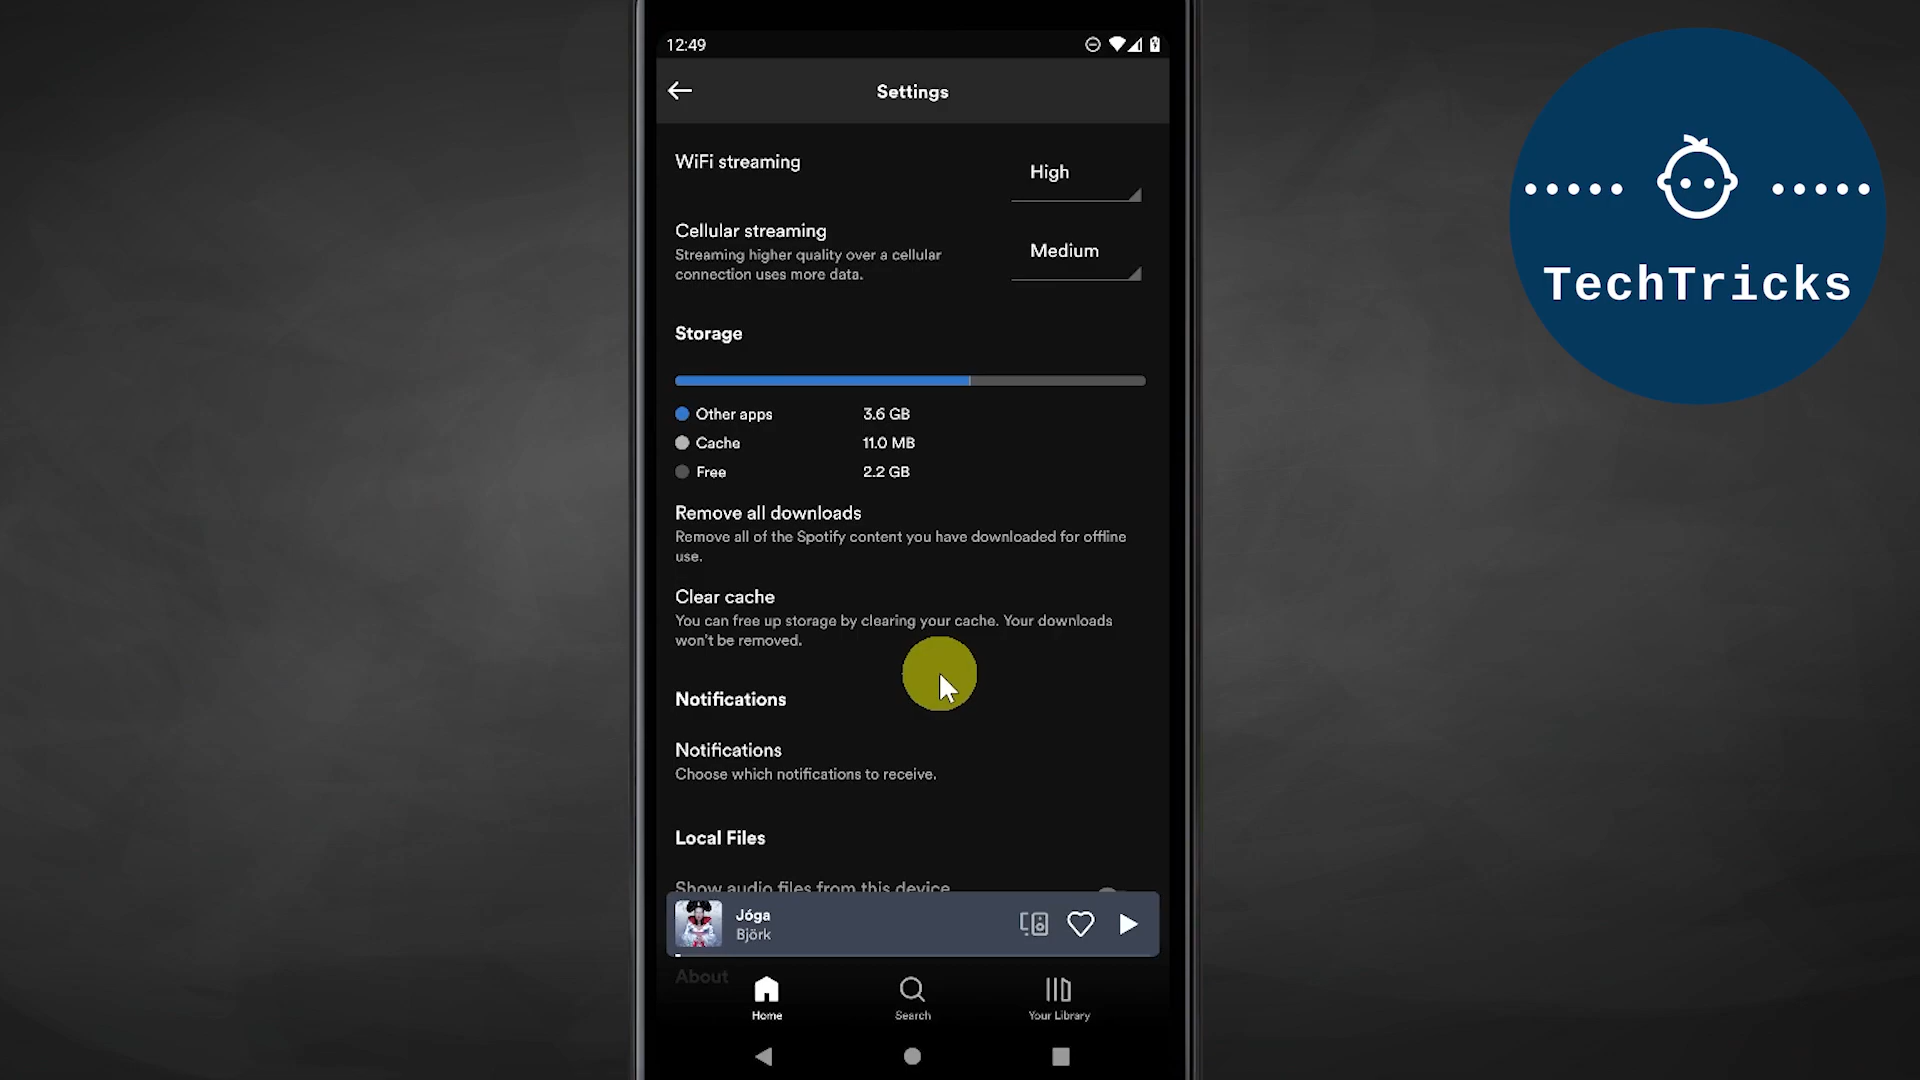 12:49
Settings
WiFi streaming
High
Cellular streaming
Streaming higher quality over a cellular
connection uses more data.
Medium
Storage
Other apps 3.6 GB
Cache 11.0 MB
Free 2.2 GB
Remove all downloads
Remove all of the Spotify content you have downloaded for offline
use.
Clear cache
You can free up storage by clearing your cache. Your downloads
won't be removed.
Notifications
Notifications
Choose which notifications to receive.
Local Files
Show audio files from this device
Jóga
Björk
About
Home Search Your Library
TechTricks